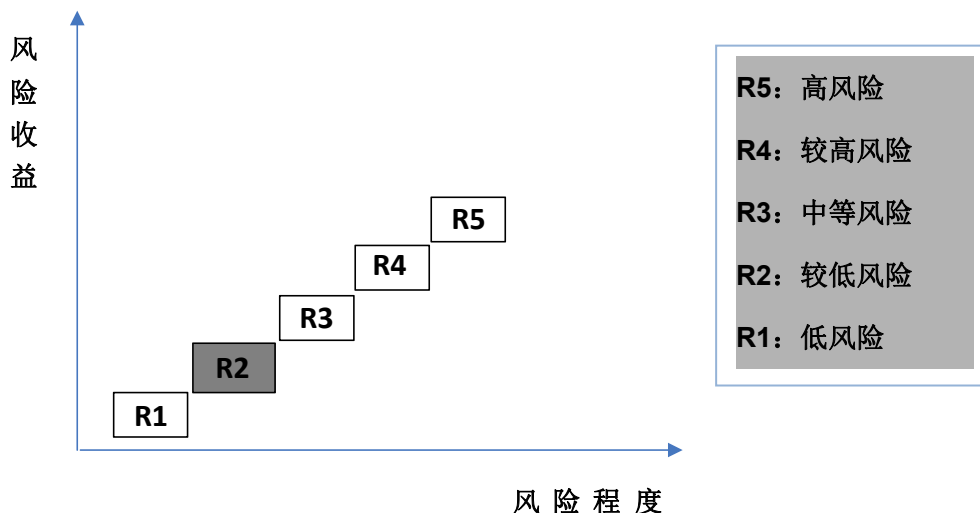 风险收益
R5：高风险
R4：较高风险
R3：中等风险
R2：较低风险
R1：低风险
R5
R4
R3
R2
R1
风险程度